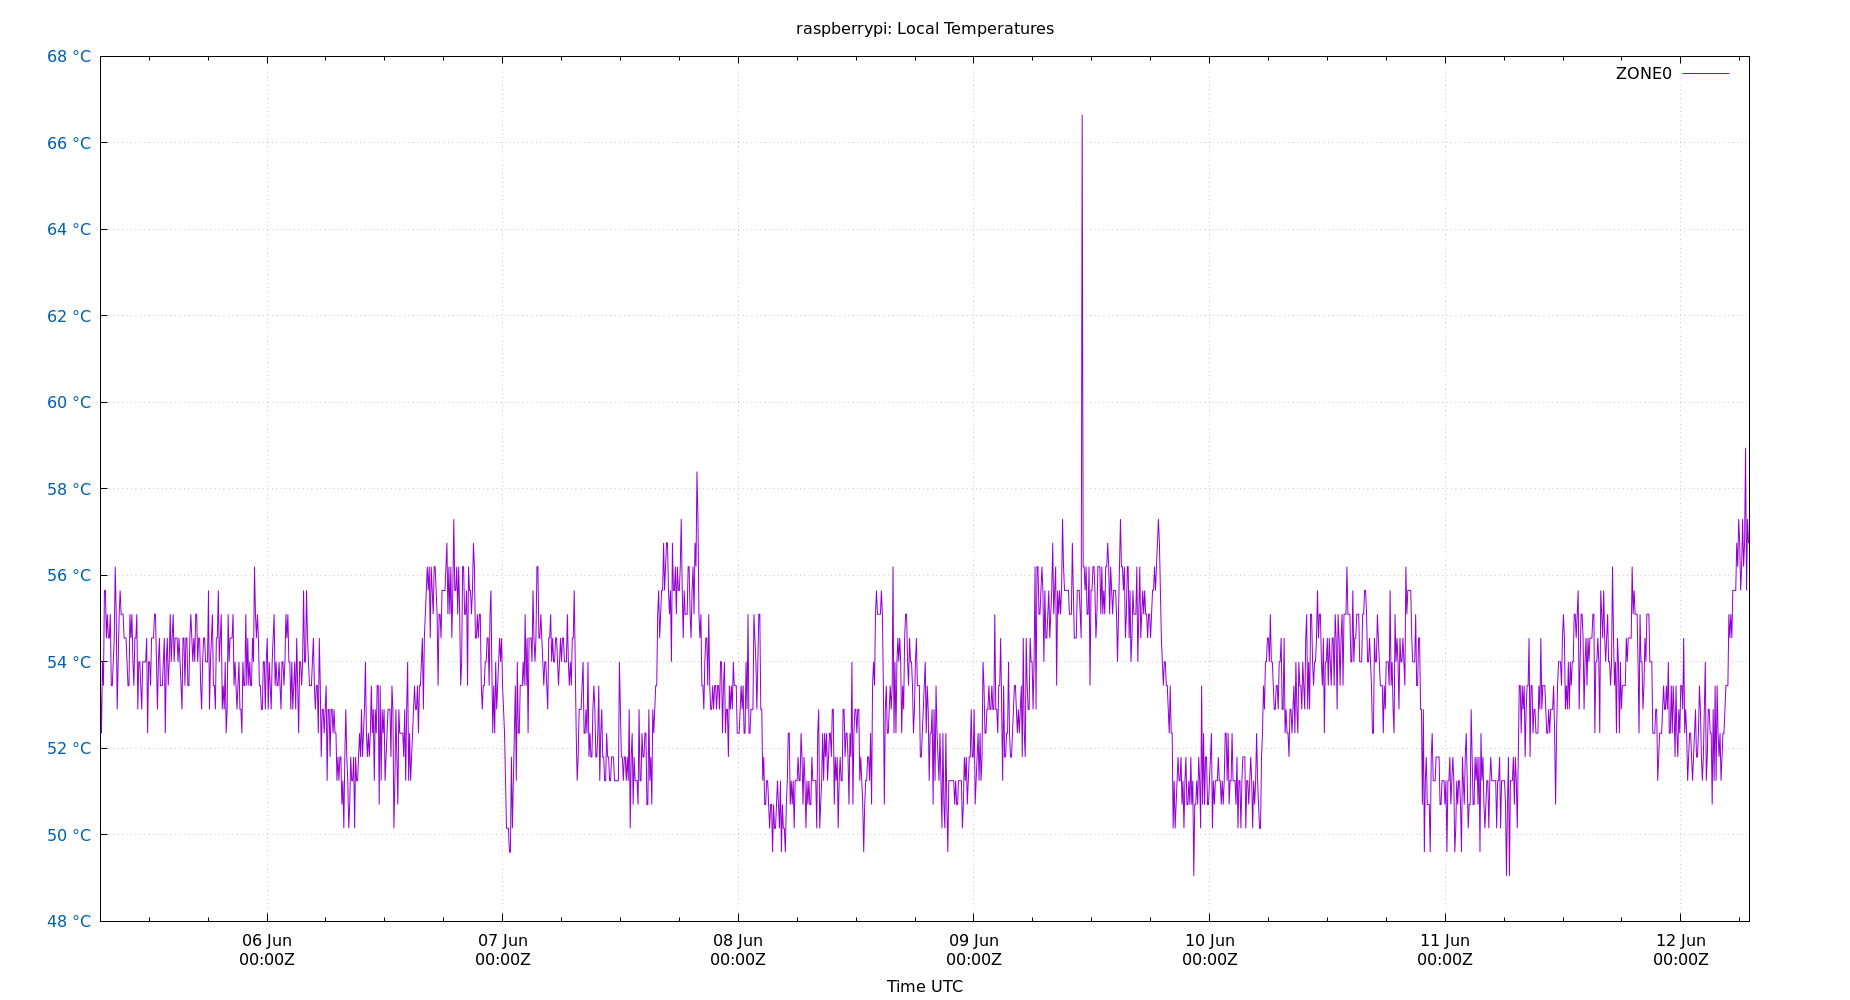 raspberrypi: Local Temperatures
ZONE0
68 °C
66 °C
64 °C
62 °C
60 °C
58 °C
56 °C
54 °C
52 °C
50 °C
48 °C
06 Jun 07 Jun 08 Jun 09 Jun 10 Jun 11 Jun 12 Jun
00:00Z 00:00Z 00:00Z 00:00Z 00:00Z 00:00Z 00:00Z
Time UTC